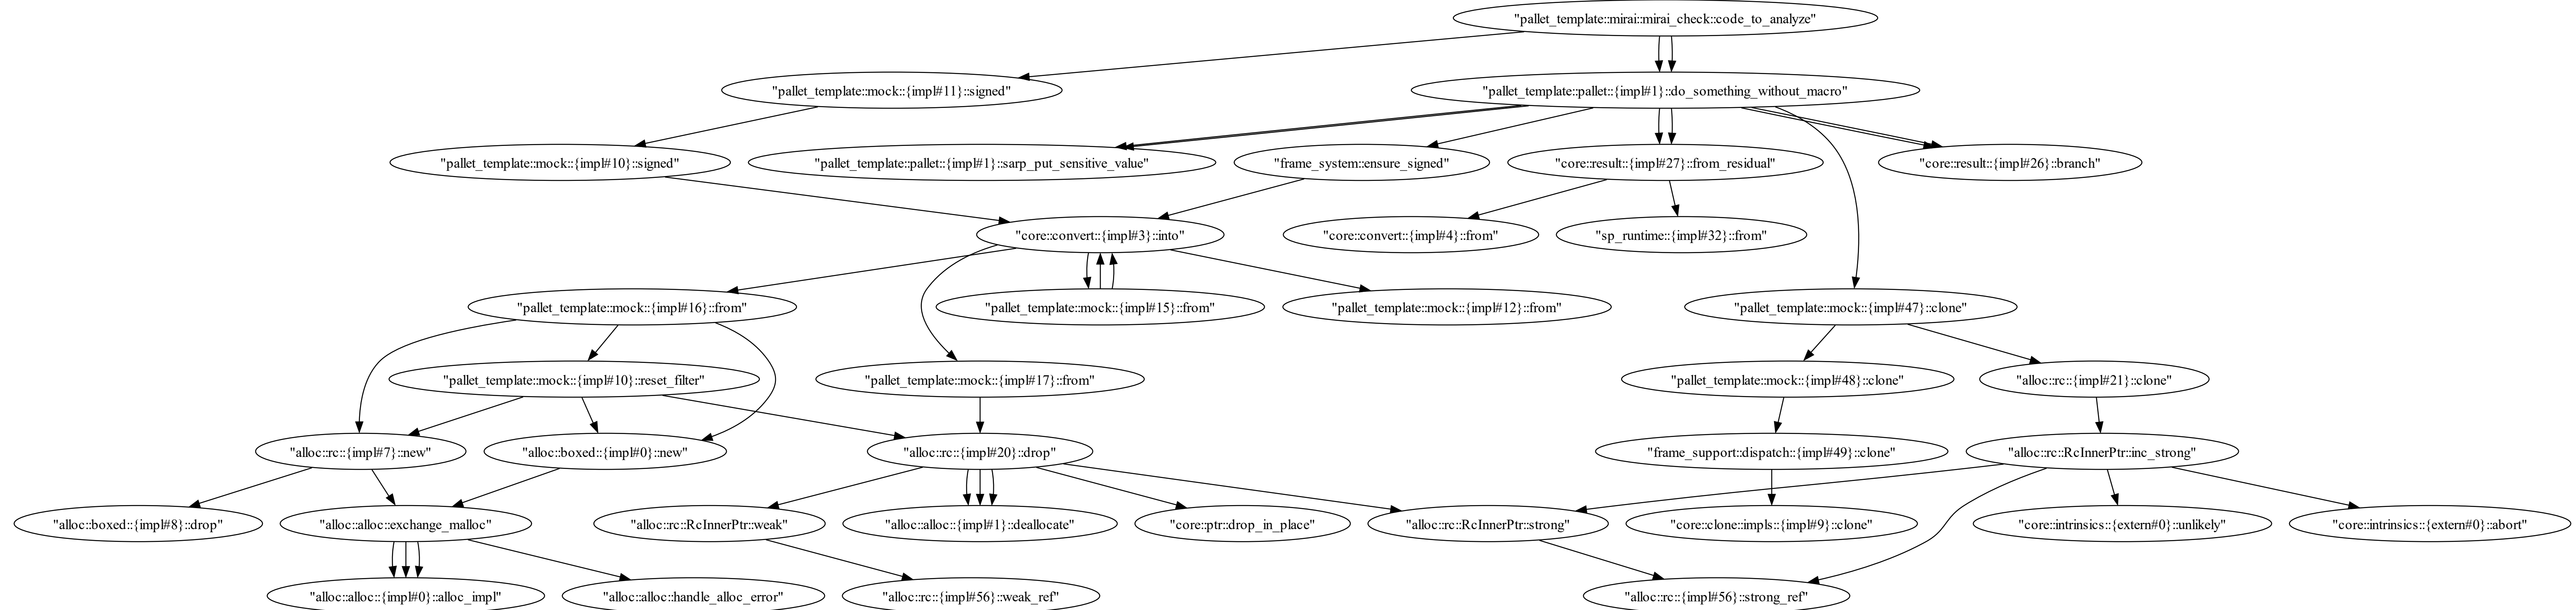 "pallet_template::mirai::mirai_check::code_to_analyze"
"pallet_template::mock::{impl#11}::signed"
"pallet_template::pallet::{impl#1}::do_something_without_macro"
"pallet_template::mock::{impl#10}::signed"
"pallet_template::pallet::{impl#1}::sarp_put_sensitive_value"
"frame_system::ensure_signed"
"core::result::{impl#27}::from_residual"
"core::result::{impl#26}::branch"
"core::convert::{impl#3}::into"
"core::convert::{impl#4}::from"
"sp_runtime::{impl#32}::from"
"pallet_template::mock::{impl#16}::from"
"pallet_template::mock::{impl#15}::from"
"pallet_template::mock::{impl#12}::from"
"pallet_template::mock::{impl#47}::clone"
"pallet_template::mock::{impl#10}::reset_filter"
"pallet_template::mock::{impl#17}::from"
"pallet_template::mock::{impl#48}::clone"
"alloc::rc::{impl#21}::clone"
"alloc::rc::{impl#7}::new"
"alloc::boxed::{impl#0}::new"
"alloc::rc::{impl#20}::drop"
"frame_support::dispatch::{impl#49}::clone"
"alloc::rc::RcInnerPtr::inc_strong"
"alloc::boxed::{impl#8}::drop"
"alloc::alloc::exchange_malloc"
"alloc::rc::RcInnerPtr::weak"
"alloc::alloc::{impl#1}::deallocate"
"core::ptr::drop_in_place"
"alloc::rc::RcInnerPtr::strong"
"core::clone::impls::{impl#9}::clone"
"core::intrinsics::{extern#0}::unlikely"
"core::intrinsics::{extern#0}::abort"
"alloc::alloc::{impl#0}::alloc_impl"
"alloc::alloc::handle_alloc_error"
"alloc::rc::{impl#56}::weak_ref"
"alloc::rc::{impl#56}::strong_ref"